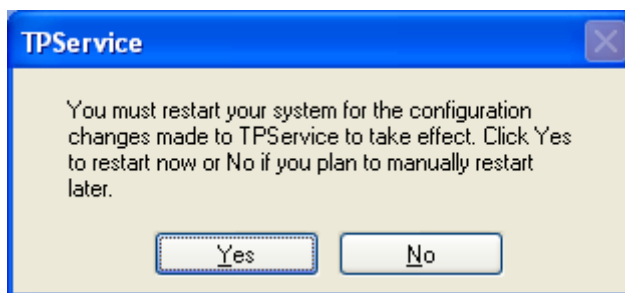 TPService
You must restart your system for the configuration
changes made to TPService to take effect. Click Yes
to restart now or No if you plan to manually restart
later.
Yes
No